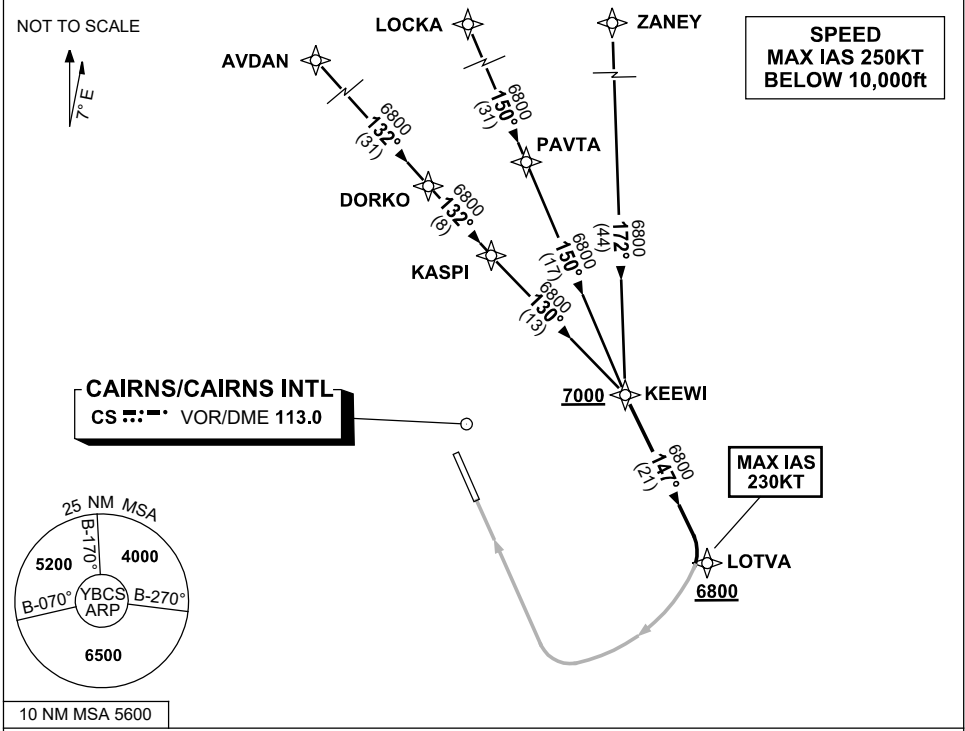 NOT TO SCALE
7° E
AVDAN
LOCKA
ZANEY
SPEED
MAX IAS 250KT
BELOW 10,000ft
6800
132°
(31)
6800
150°
(31)
PAVTA
DORKO
6800
132°
(8)
KASPI
6800
150°
(17)
6800
172°
(44)
6800
130°
(13)
7000 KEEWI
CAIRNS/CAIRNS INTL
CS VOR/DME 113.0
6800
147°
(21)
MAX IAS
230KT
LOTVA
6800
25 NM MSA
B-170°
5200
4000
B-070°
YBCS
ARP
B-270°
6500
10 NM MSA 5600